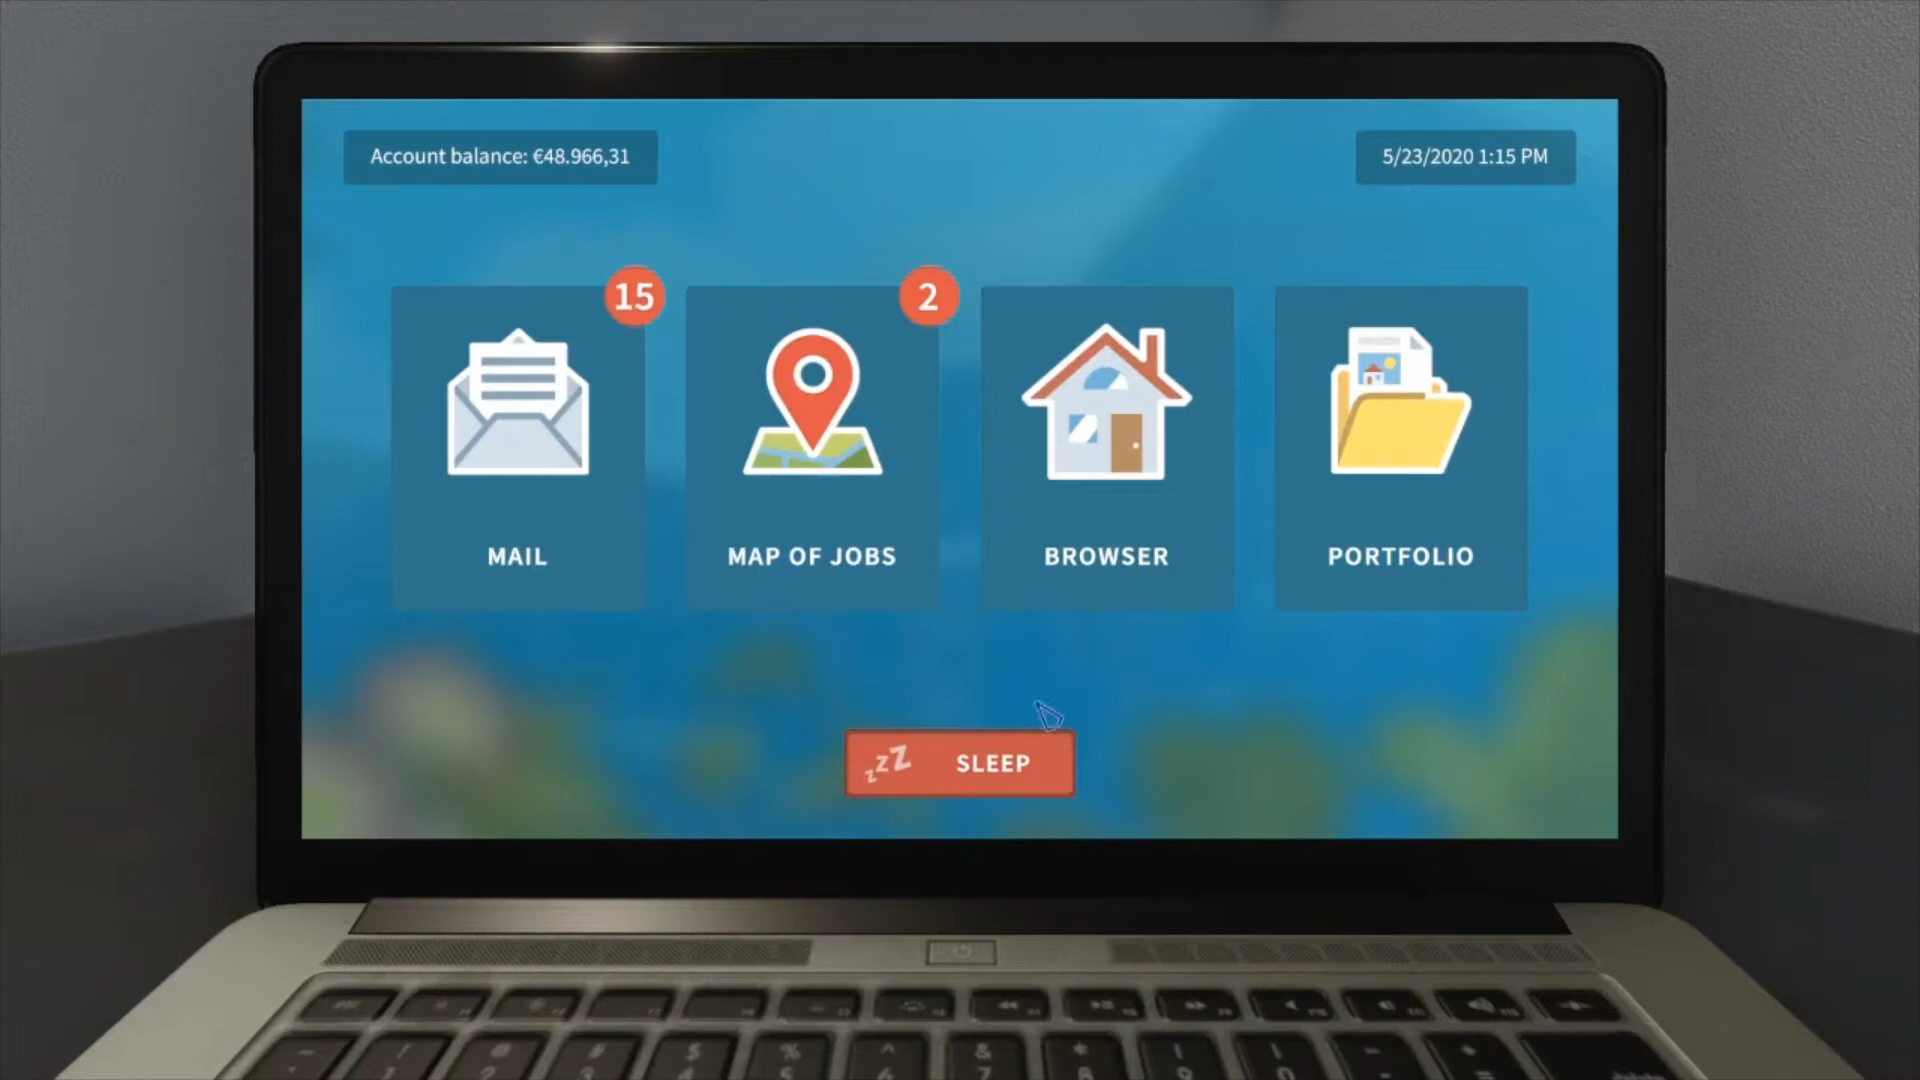 Account balance: €48.966,31
5/23/2020 1:15 PM
15
2
MAIL
MAP OF JOBS
BROWSER
PORTFOLIO
zzZ SLEEP